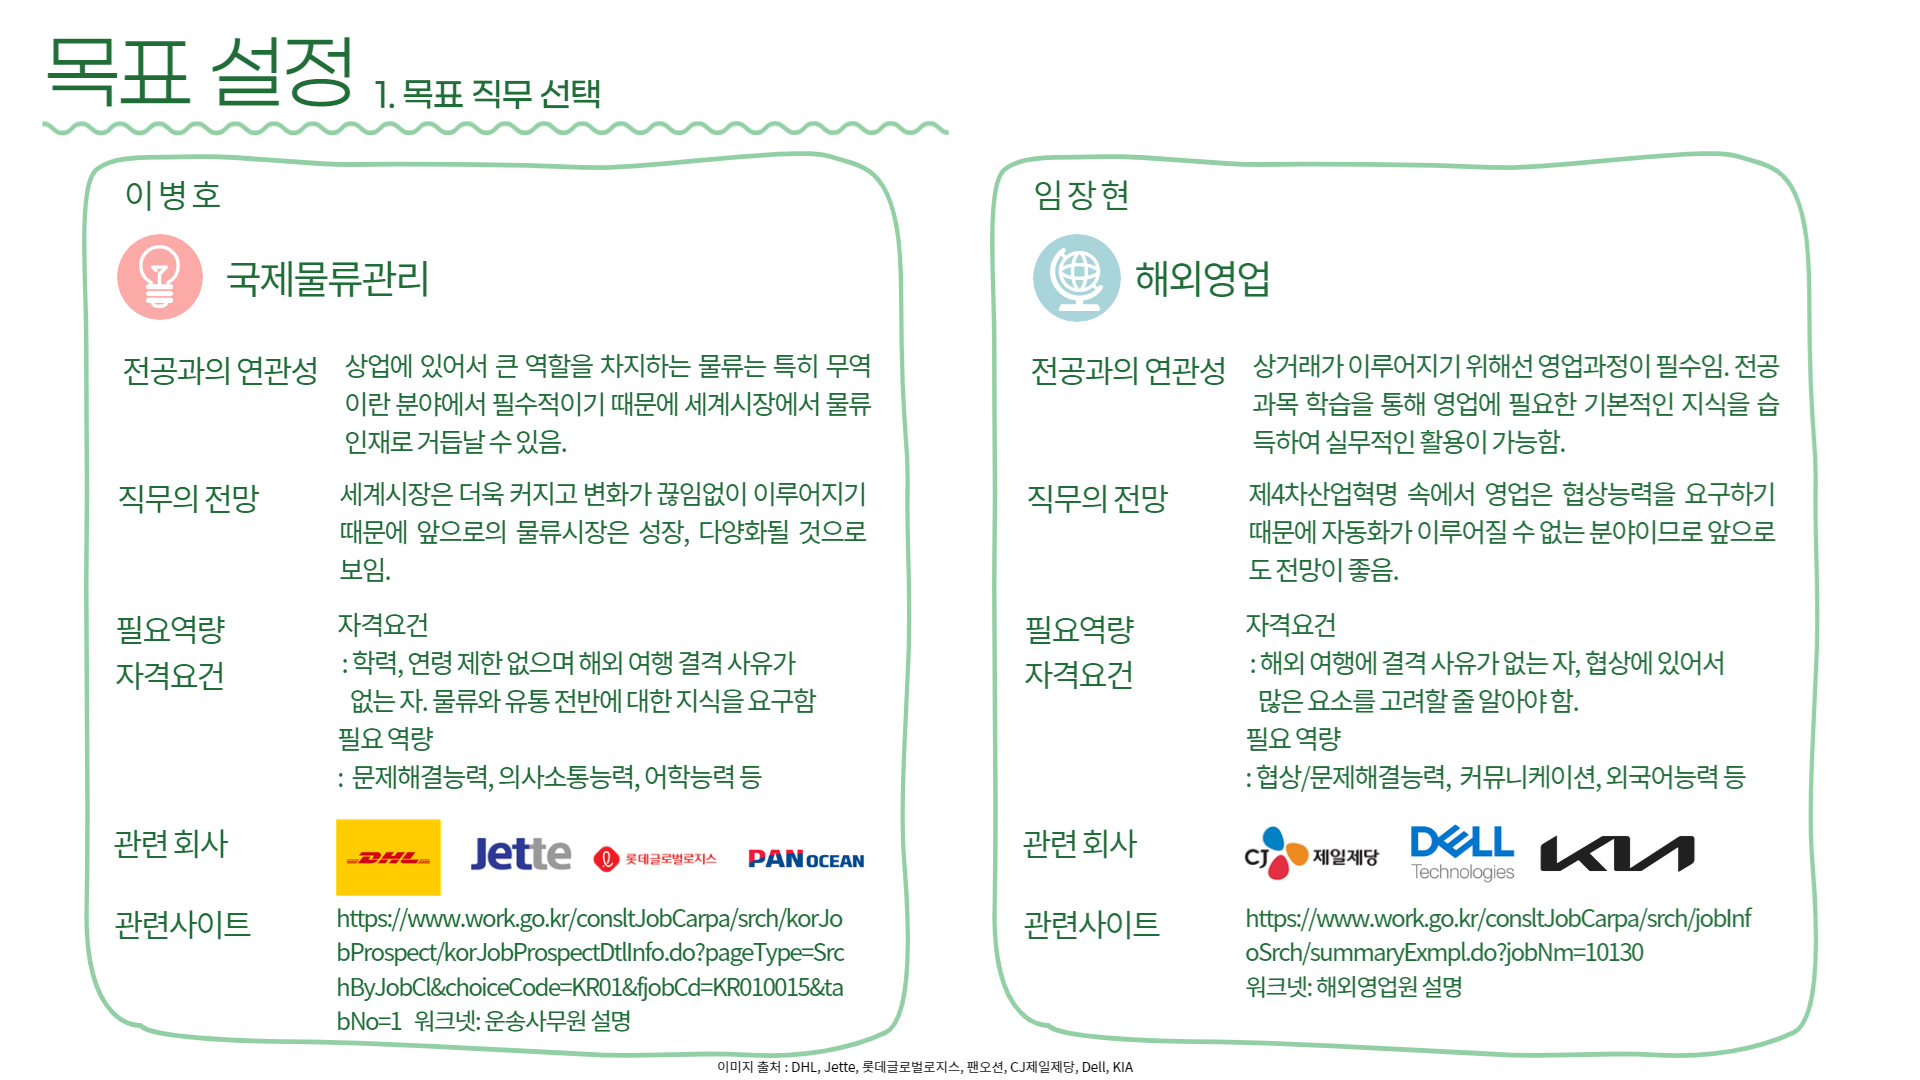 목표 설정 1. 목표 직무 선택
이병호
국제물류관리
전공과의 연관성
상업에 있어서 큰 역할을 차지하는 물류는 특히 무역
이란 분야에서 필수적이기 때문에 세계시장에서 물류
인재로 거듭날 수 있음.
직무의 전망
세계시장은 더욱 커지고 변화가 끊임없이 이루어지기
때문에 앞으로의 물류시장은 성장, 다양화될 것으로
보임.
필요역량
자격요건
자격요건
: 학력, 연령 제한 없으며 해외 여행 결격 사유가
없는 자. 물류와 유통 전반에 대한 지식을 요구함
필요 역량
: 문제해결능력, 의사소통능력, 어학능력 등
관련 회사
DHL Jette 롯데글로벌로지스 PAN OCEAN
관련사이트
https://www.work.go.kr/consltJobCarpa/srch/korJo
bProspect/korJobProspectDtlInfo.do?pageType=Src
hByJobCl&choiceCode=KR01&fjobCd=KR010015&ta
bNo=1 워크넷: 운송사무원 설명
임장현
해외영업
전공과의 연관성
상거래가 이루어지기 위해선 영업과정이 필수임. 전공
과목 학습을 통해 영업에 필요한 기본적인 지식을 습
득하여 실무적인 활용이 가능함.
직무의 전망
제4차산업혁명 속에서 영업은 협상능력을 요구하기
때문에 자동화가 이루어질 수 없는 분야이므로 앞으로
도 전망이 좋음.
필요역량
자격요건
자격요건
: 해외 여행에 결격 사유가 없는 자, 협상에 있어서
많은 요소를 고려할 줄 알아야 함.
필요 역량
: 협상/문제해결능력, 커뮤니케이션, 외국어능력 등
관련 회사
CJ 제일제당 DELL Technologies KIA
관련사이트
https://www.work.go.kr/consltJobCarpa/srch/jobInf
oSrch/summaryExmpl.do?jobNm=10130
워크넷: 해외영업원 설명
이미지 출처 : DHL, Jette, 롯데글로벌로지스, 팬오션, CJ제일제당, Dell, KIA